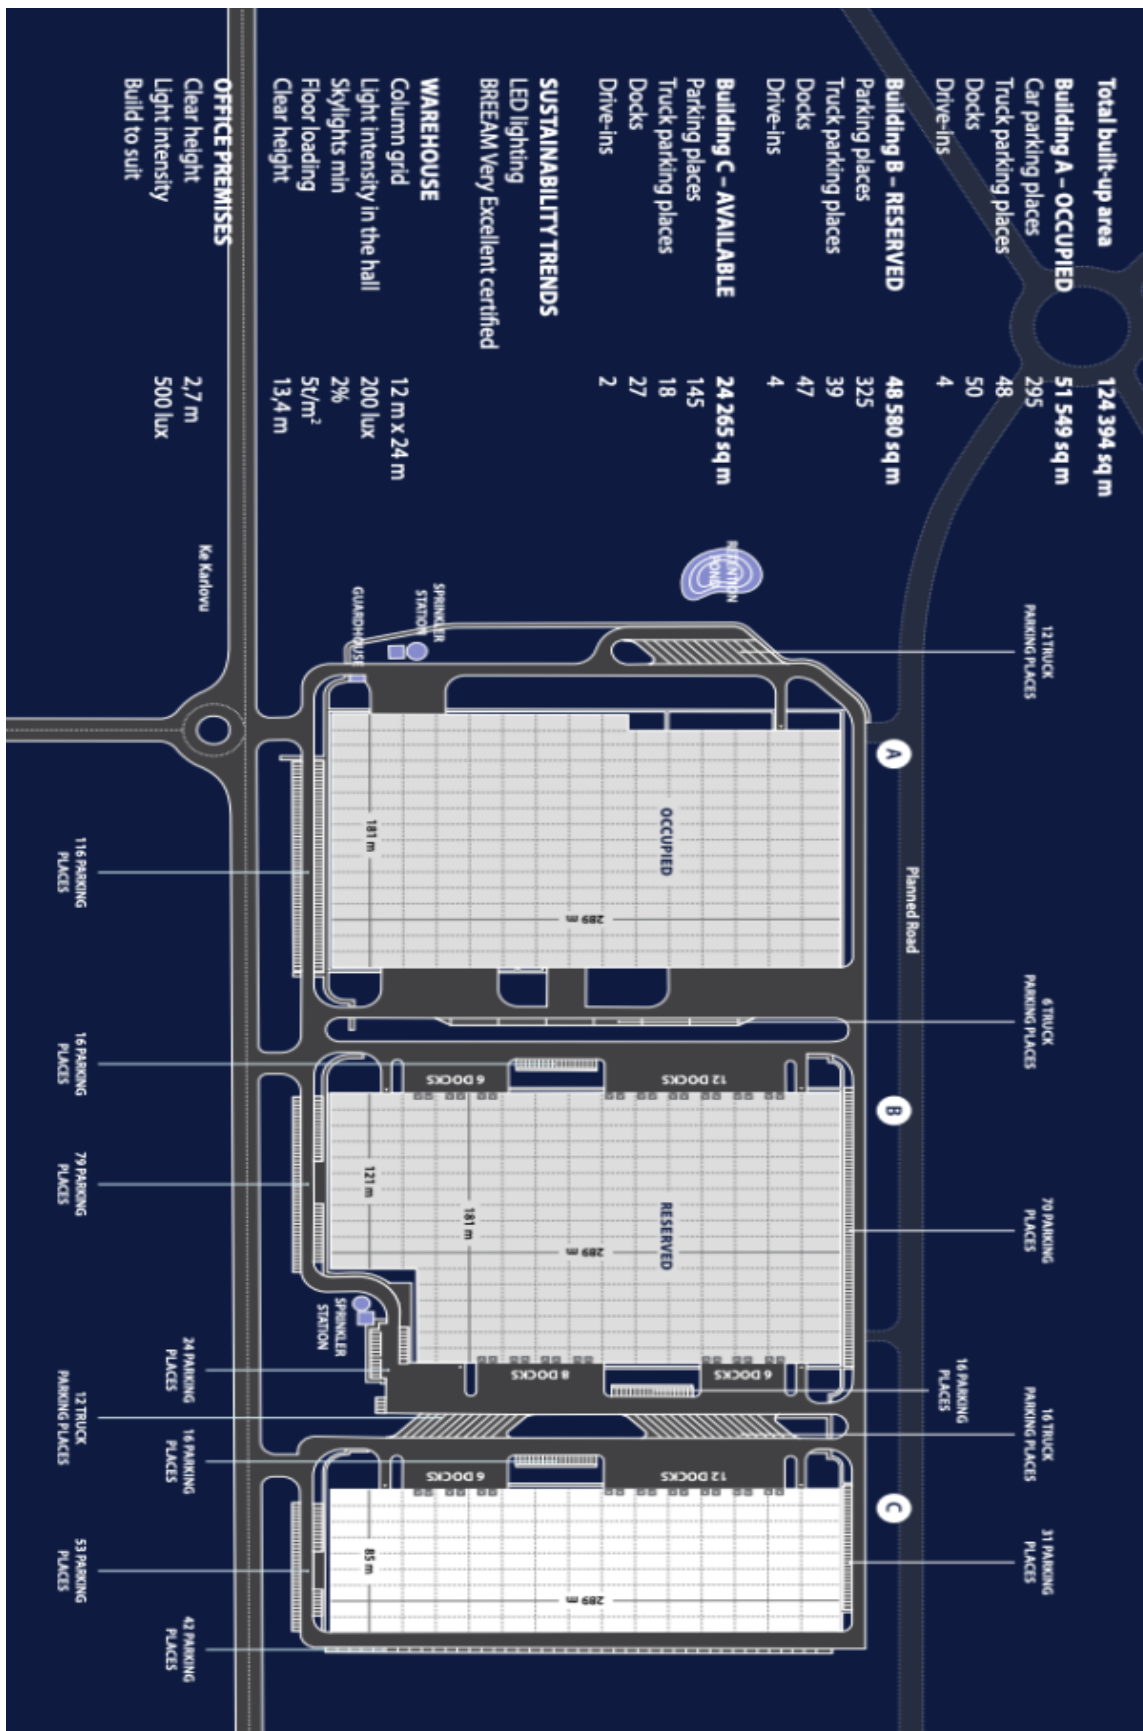 Total built-up area 124 394 sq m
Building A – OCCUPIED 51 549 sq m
Car parking places 295
Truck parking places 48
Docks 50
Drive-ins 4
Building B – RESERVED 48 580 sq m
Parking places 325
Truck parking places 39
Docks 47
Drive-ins 4
Building C – AVAILABLE 24 265 sq m
Parking places 145
Truck parking places 18
Docks 27
Drive-ins 2
SUSTAINABILITY TRENDS
LED lighting
BREEAM Very Excellent certified
WAREHOUSE
Column grid 12 m x 24 m
Light intensity in the hall 200 lux
Skylights min 2%
Floor loading 5t/m²
Clear height 13,4 m
OFFICE PREMISES
Clear height 2,7 m
Light intensity 500 lux
Build to suit
RETENTION
POND
SPRINKLER
STATION
GUARDHOUSE
Ke Karlovu
12 TRUCK
PARKING PLACES
A
OCCUPIED
181 m
289 m
Planned Road
116 PARKING
PLACES
6 TRUCK
PARKING PLACES
16 PARKING
PLACES
12 DOCKS
6 DOCKS
B
RESERVED
121 m
181 m
289 m
79 PARKING
PLACES
70 PARKING
PLACES
SPRINKLER
STATION
6 DOCKS
8 DOCKS
24 PARKING
PLACES
16 PARKING
PLACES
12 TRUCK
PARKING PLACES
16 TRUCK
PARKING PLACES
16 PARKING
PLACES
12 DOCKS
6 DOCKS
C
85 m
289 m
53 PARKING
PLACES
31 PARKING
PLACES
42 PARKING
PLACES